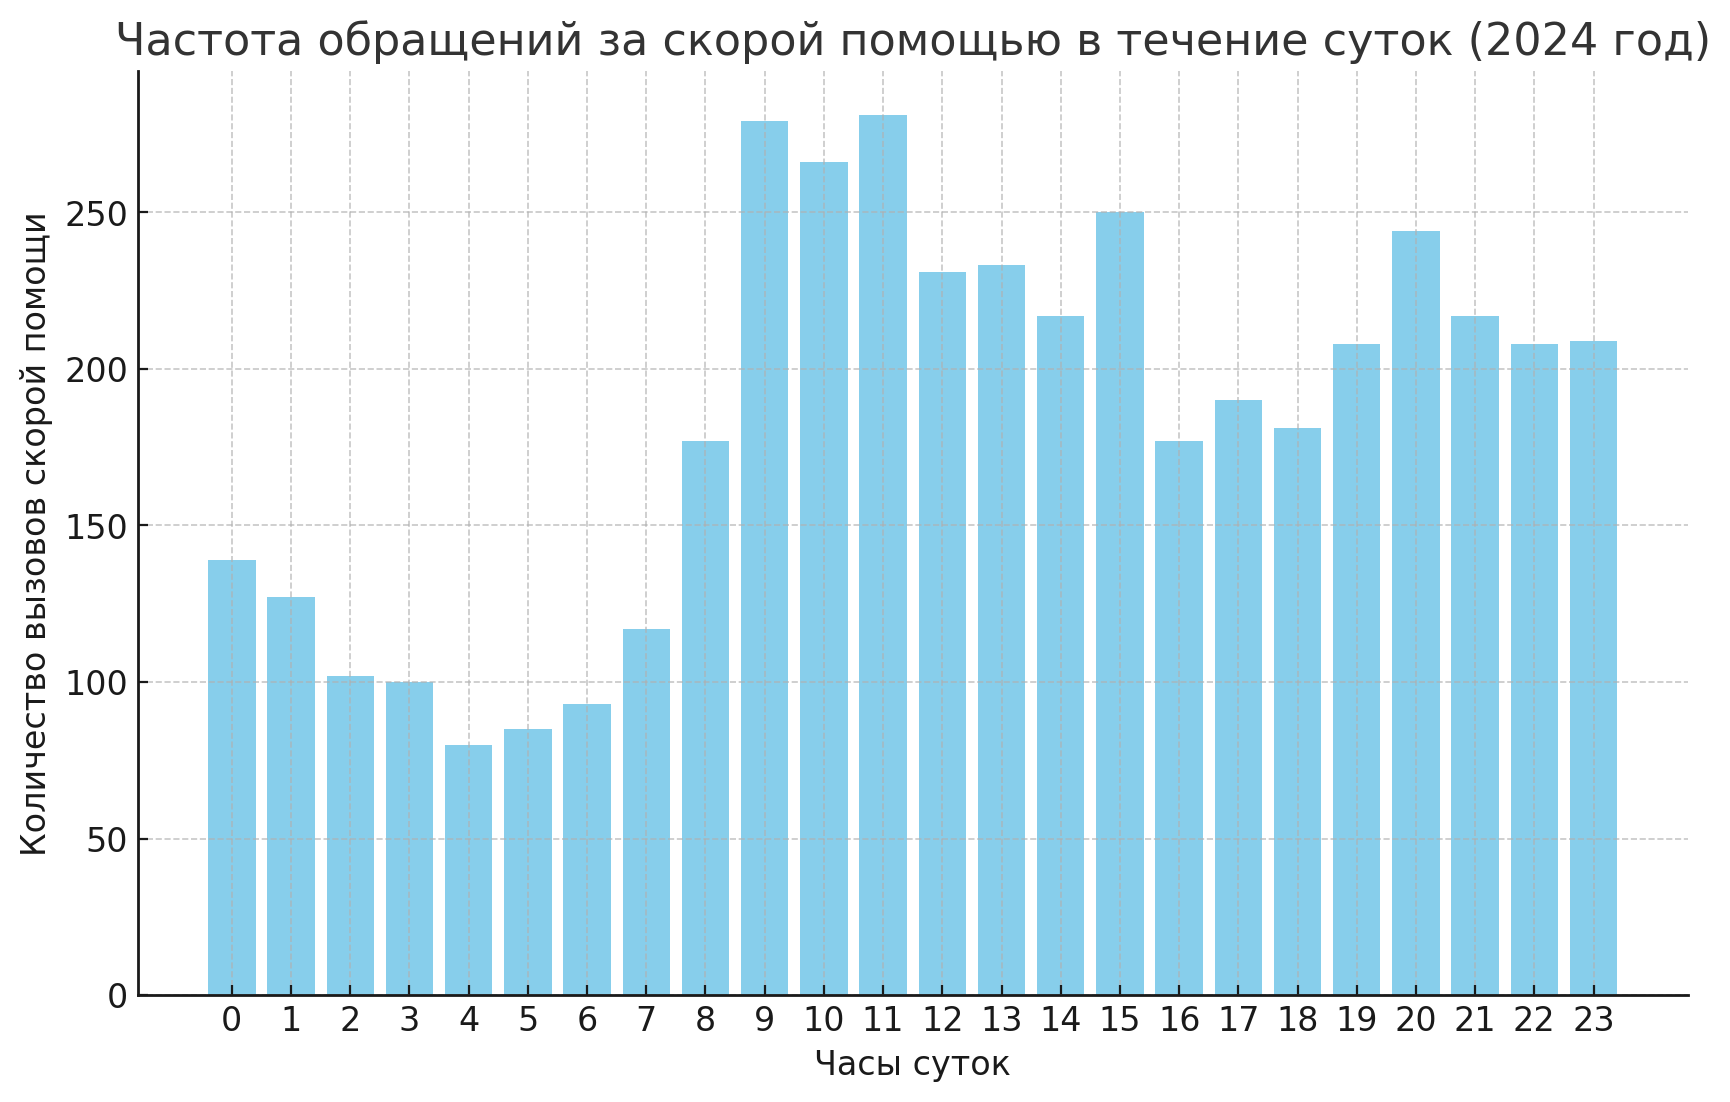 Частота обращений за скорой помощью в течение суток (2024 год)
Количество вызовов скорой помощи
250
200
150
100
50
0
0 1 2 3 4 5 6 7 8 9 10 11 12 13 14 15 16 17 18 19 20 21 22 23
Часы суток